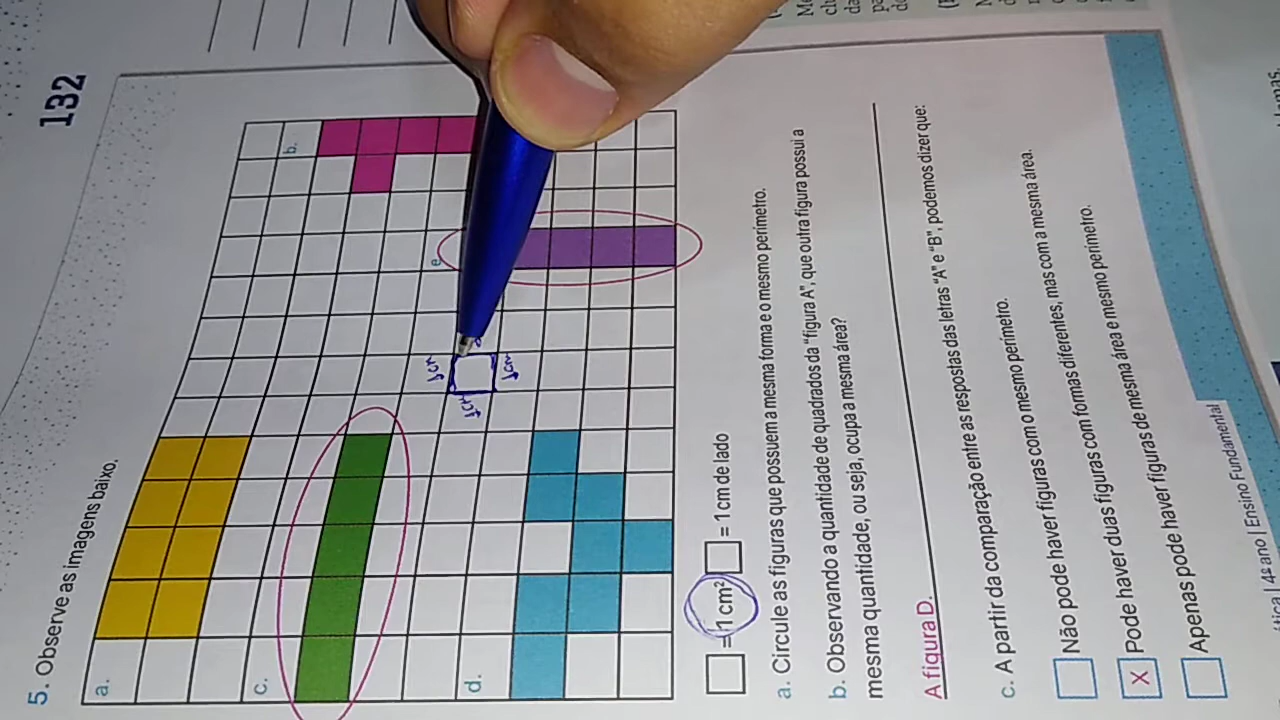 132
5. Observe as imagens baixo.
a.
b.
c.
d.
e
1cm
1cm
1cm
= 1 cm² = 1 cm de lado
a. Circule as figuras que possuem a mesma forma e o mesmo perímetro.
b. Observando a quantidade de quadrados da “figura A”, que outra figura possui a
mesma quantidade, ou seja, ocupa a mesma área?
A figura D.
c. A partir da comparação entre as respostas das letras “A” e “B”, podemos dizer que:
Não pode haver figuras com o mesmo perímetro.
Pode haver duas figuras com formas diferentes, mas com a mesma área.
X
Apenas pode haver figuras de mesma área e mesmo perímetro.
4º ano | Ensino Fundamental